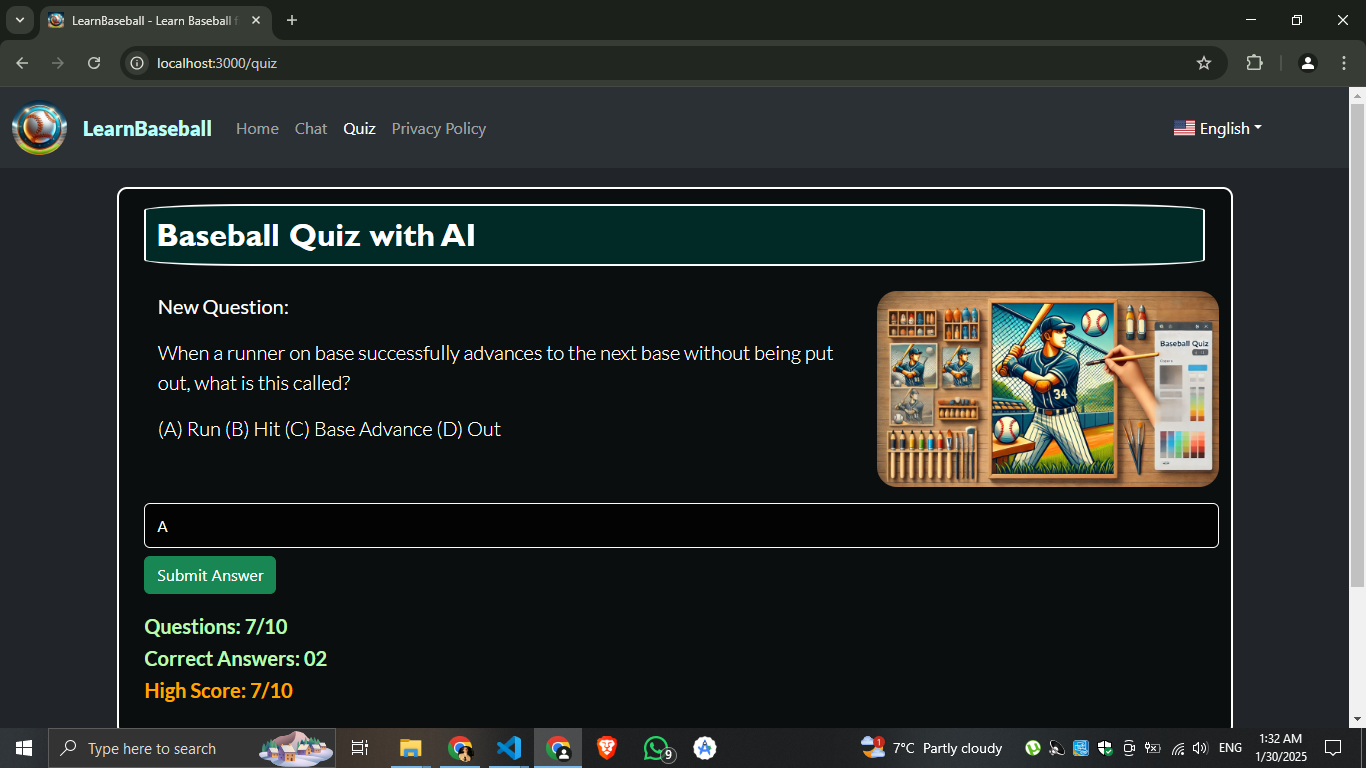 LearnBaseball - Learn Baseball f
localhost:3000/quiz
LearnBaseball
Home
Chat
Quiz
Privacy Policy
English
Baseball Quiz with AI
New Question:
When a runner on base successfully advances to the next base without being put
out, what is this called?
(A) Run (B) Hit (C) Base Advance (D) Out
34
Baseball Quiz
A
Submit Answer
Questions: 7/10
Correct Answers: 02
High Score: 7/10
Type here to search
9
1
7°C Partly cloudy
ENG
1:32 AM
1/30/2025